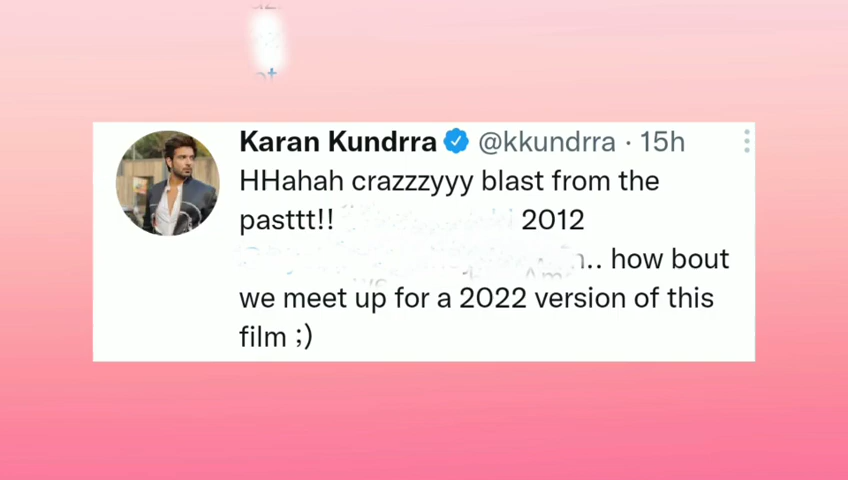 Karan Kundrra @kkundrra · 15h
HHahah crazzzyyy blast from the
pasttt!! 2012
.. how bout
we meet up for a 2022 version of this
film ;)